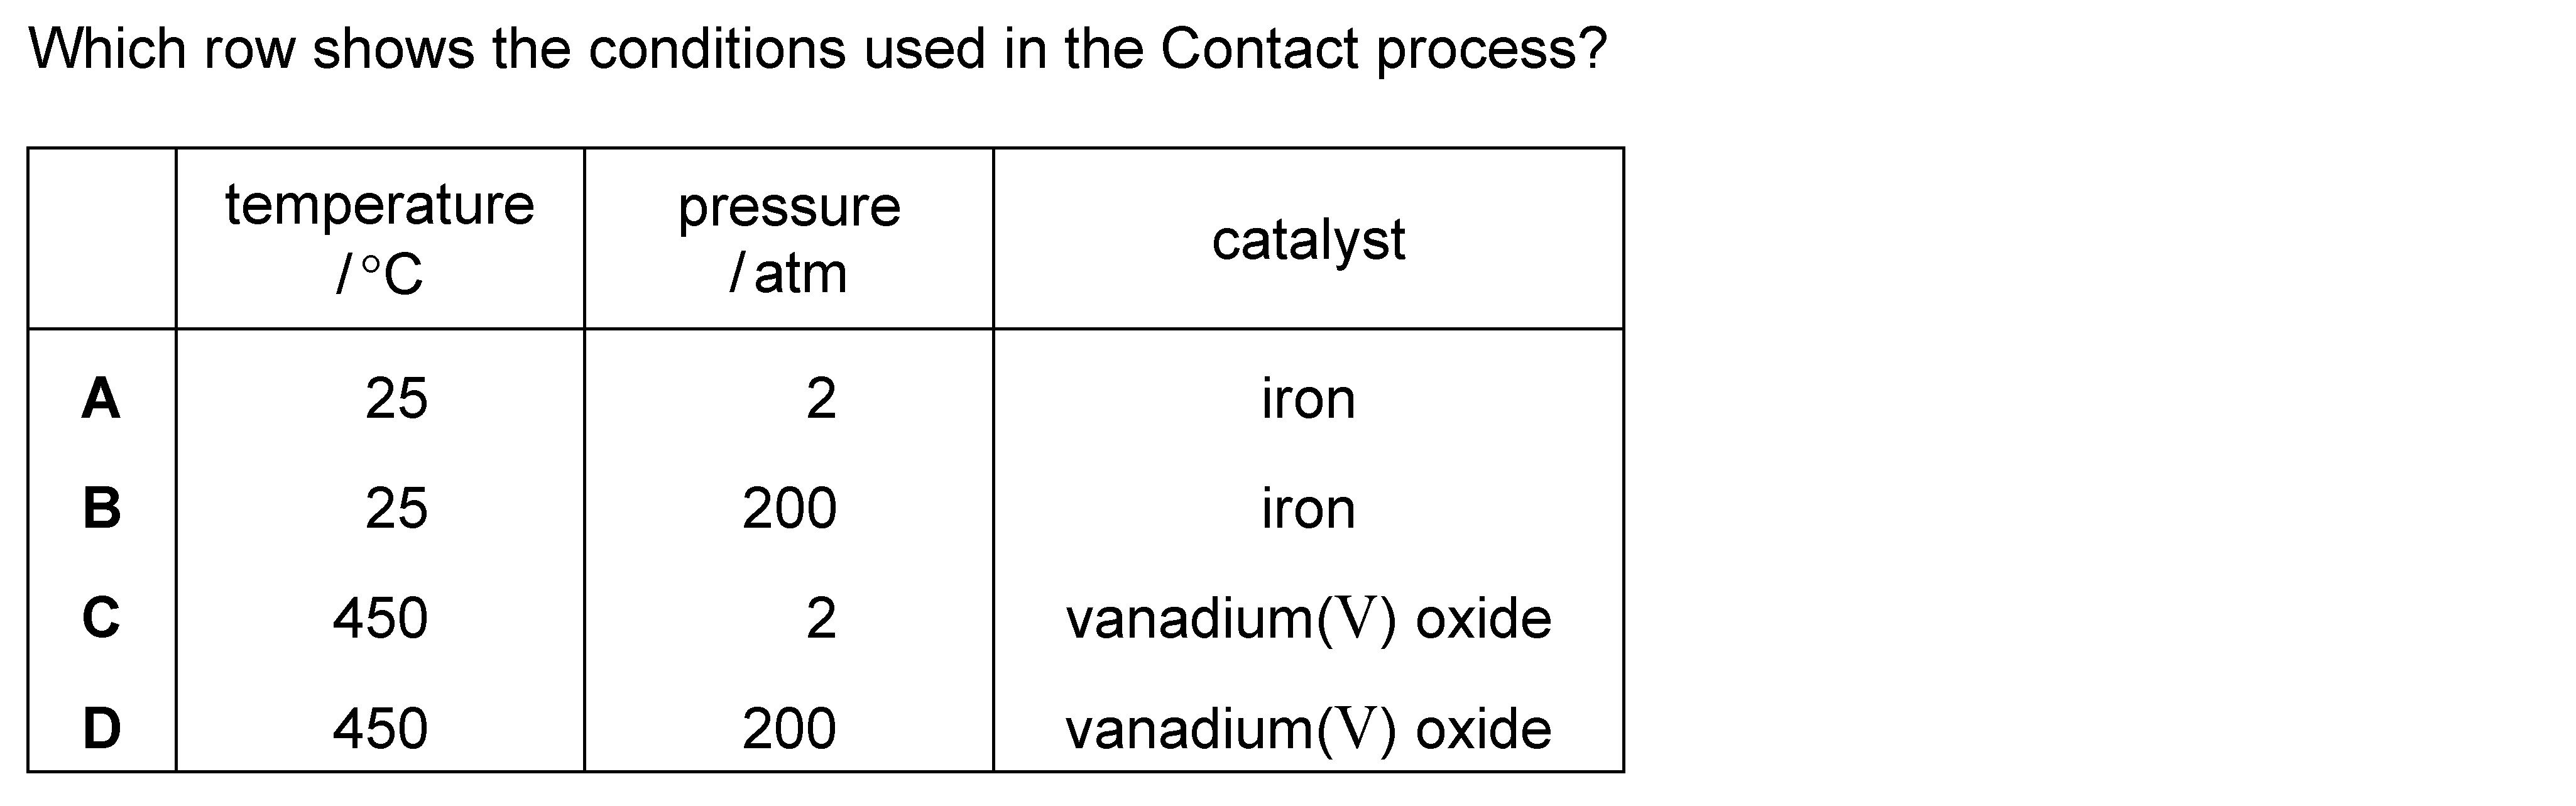 Which row shows the conditions used in the Contact process?
temperature /°C pressure /atm catalyst
A 25 2 iron
B 25 200 iron
C 450 2 vanadium(V) oxide
D 450 200 vanadium(V) oxide